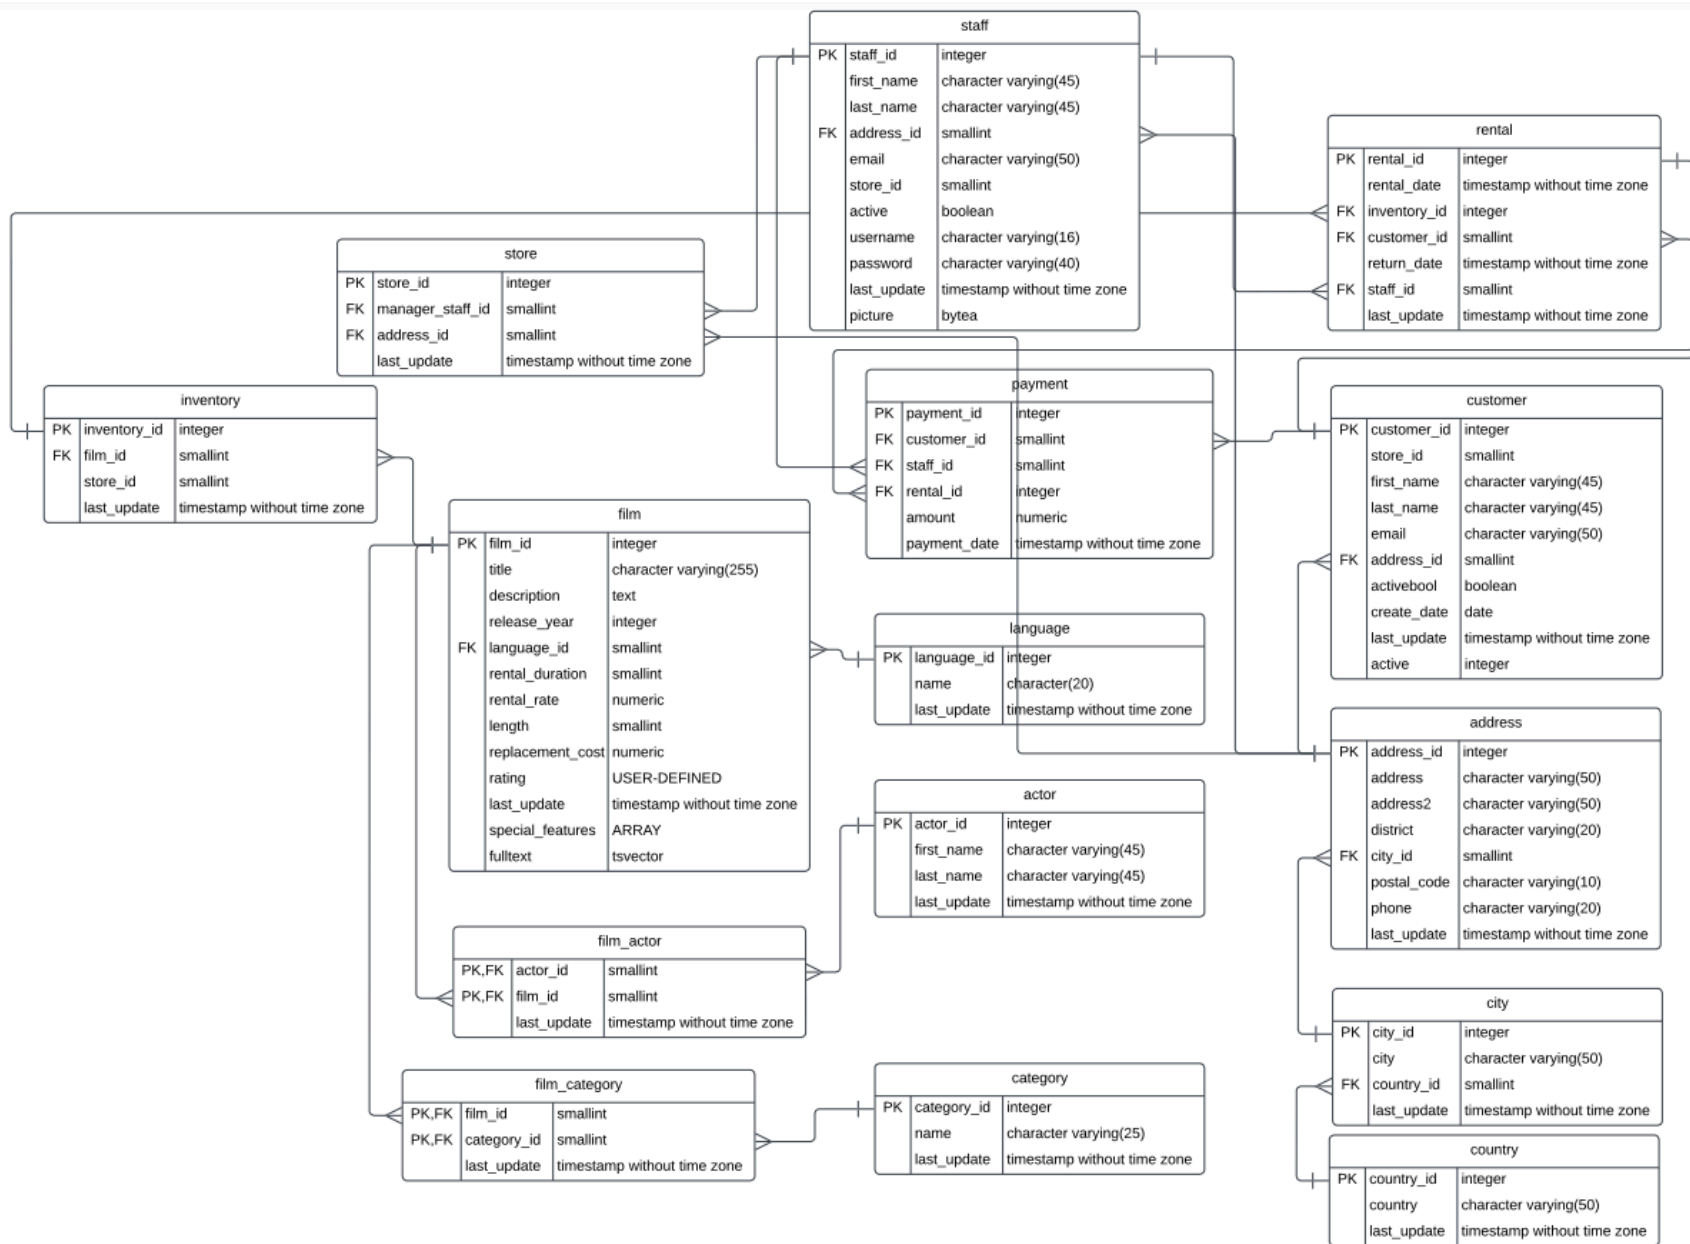 staff
PK staff_id integer
first_name character varying(45)
last_name character varying(45)
FK address_id smallint
email character varying(50)
store_id smallint
active boolean
username character varying(16)
password character varying(40)
last_update timestamp without time zone
picture bytea
rental
PK rental_id integer
rental_date timestamp without time zone
FK inventory_id integer
FK customer_id smallint
return_date timestamp without time zone
FK staff_id smallint
last_update timestamp without time zone
store
PK store_id integer
FK manager_staff_id smallint
FK address_id smallint
last_update timestamp without time zone
inventory
PK inventory_id integer
FK film_id smallint
store_id smallint
last_update timestamp without time zone
payment
PK payment_id integer
FK customer_id smallint
FK staff_id smallint
FK rental_id integer
amount numeric
payment_date timestamp without time zone
customer
PK customer_id integer
store_id smallint
first_name character varying(45)
last_name character varying(45)
email character varying(50)
FK address_id smallint
activebool boolean
create_date date
last_update timestamp without time zone
active integer
film
PK film_id integer
title character varying(255)
description text
release_year integer
FK language_id smallint
rental_duration smallint
rental_rate numeric
length smallint
replacement_cost numeric
rating USER-DEFINED
last_update timestamp without time zone
special_features ARRAY
fulltext tsvector
language
PK language_id integer
name character(20)
last_update timestamp without time zone
address
PK address_id integer
address character varying(50)
address2 character varying(50)
district character varying(20)
FK city_id smallint
postal_code character varying(10)
phone character varying(20)
last_update timestamp without time zone
actor
PK actor_id integer
first_name character varying(45)
last_name character varying(45)
last_update timestamp without time zone
film_actor
PK,FK actor_id smallint
PK,FK film_id smallint
last_update timestamp without time zone
city
PK city_id integer
city character varying(50)
FK country_id smallint
last_update timestamp without time zone
film_category
PK,FK film_id smallint
PK,FK category_id smallint
last_update timestamp without time zone
category
PK category_id integer
name character varying(25)
last_update timestamp without time zone
country
PK country_id integer
country character varying(50)
last_update timestamp without time zone